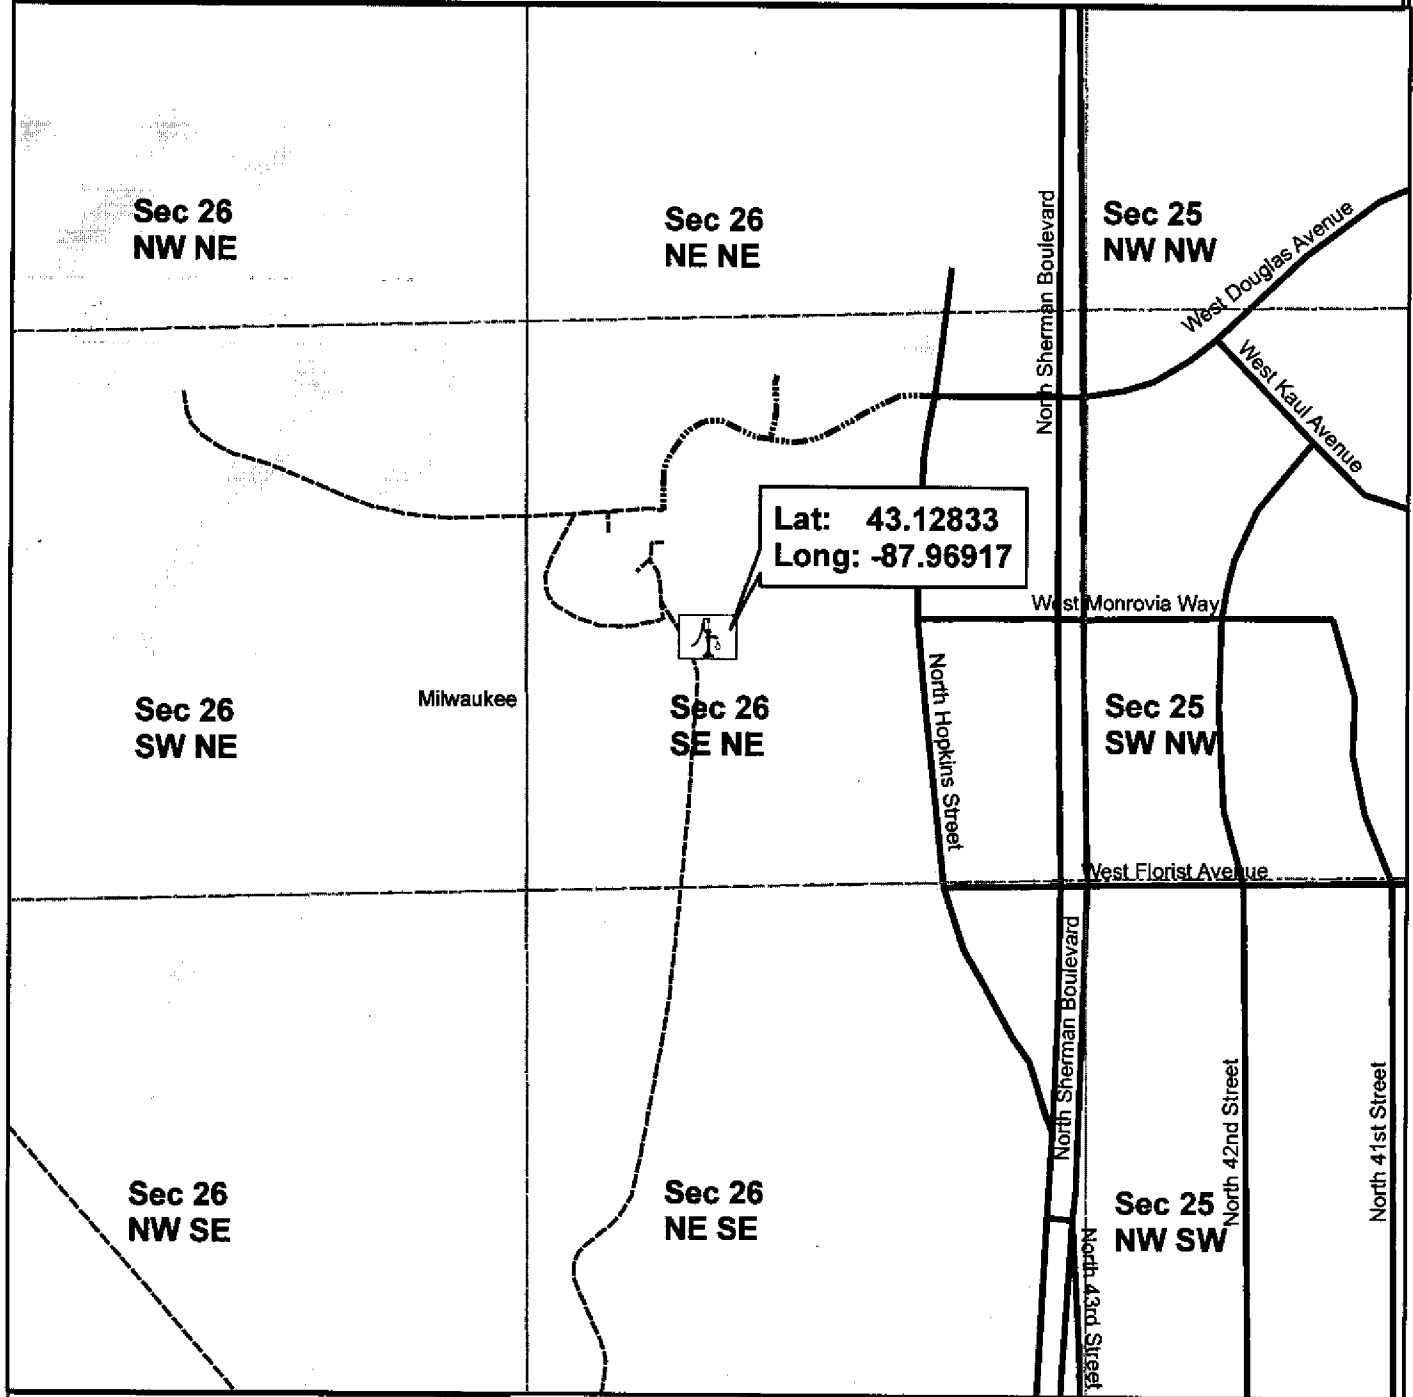 Sec 26
NW NE
Sec 26
NE NE
Sec 25
NW NW
North Sherman Boulevard
West Douglas Avenue
West Kaul Avenue
Lat: 43.12833
Long: -87.96917
West Monrovia Way
Sec 26
SW NE
Milwaukee
Sec 26
SE NE
North Hopkins Street
Sec 25
SW NW
West Florist Avenue
North Sherman Boulevard
Sec 26
NW SE
Sec 26
NE SE
Sec 25
NW SW
North 42nd Street
North 41st Street
North 43rd Street